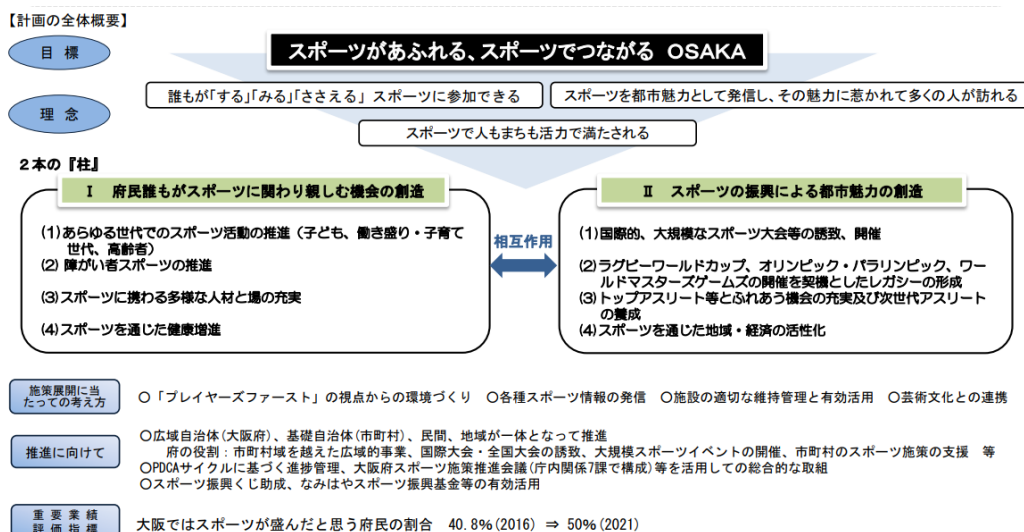 【計画の全体概要】
目 標
スポーツがあふれる、スポーツでつながる OSAKA
理 念
誰もが「する」「みる」「ささえる」 スポーツに参加できる
スポーツを都市魅力として発信し、その魅力に惹かれて多くの人が訪れる
スポーツで人もまちも活力で満たされる
2本の『柱』
Ⅰ 府民誰もがスポーツに関わり親しむ機会の創造
(1)あらゆる世代でのスポーツ活動の推進(子ども、働き盛り・子育て
世代、高齢者)
(2) 障がい者スポーツの推進
(3)スポーツに携わる多様な人材と場の充実
(4)スポーツを通じた健康増進
相互作用
Ⅱ スポーツの振興による都市魅力の創造
(1)国際的、大規模なスポーツ大会等の誘致、開催
(2)ラグビーワールドカップ、オリンピック・パラリンピック、ワー
ルドマスターズゲームズの開催を契機としたレガシーの形成
(3)トップアスリート等とふれあう機会の充実及び次世代アスリート
の養成
(4)スポーツを通じた地域・経済の活性化
施策展開に当
たっての考え方
○「プレイヤーズファースト」の視点からの環境づくり ○各種スポーツ情報の発信 ○施設の適切な維持管理と有効活用 ○芸術文化との連携
推進に向けて
○広域自治体(大阪府)、基礎自治体(市町村)、民間、地域が一体となって推進
府の役割：市町村域を越えた広域的事業、国際大会・全国大会の誘致、大規模スポーツイベントの開催、市町村のスポーツ施策の支援 等
○PDCAサイクルに基づく進捗管理、大阪府スポーツ施策推進会議(庁内関係7課で構成)等を活用しての総合的な取組
○スポーツ振興くじ助成、なみはやスポーツ振興基金等の有効活用
重 要 業 績
評 価 指 標
大阪ではスポーツが盛んだと思う府民の割合 40.8%(2016) ⇒ 50%(2021)